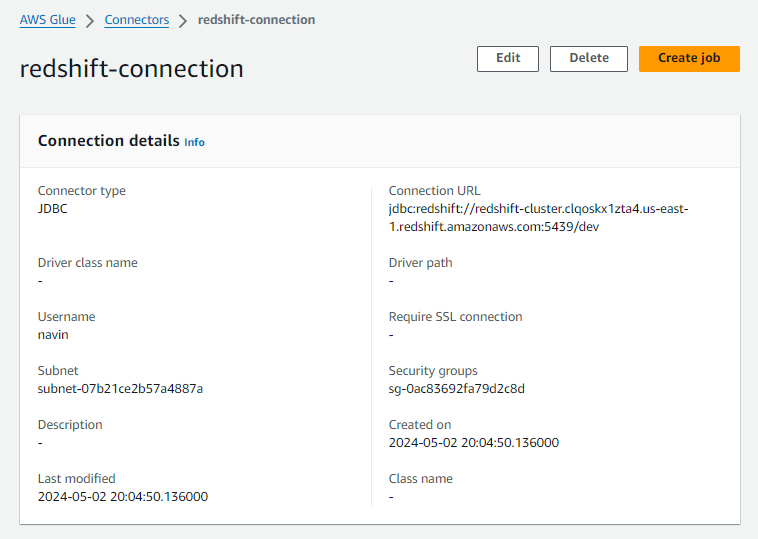 AWS Glue > Connectors > redshift-connection
redshift-connection
Edit
Delete
Create job
Connection details Info
Connector type
JDBC
Connection URL
jdbc:redshift://redshift-cluster.clqoskx1zta4.us-east-
1.redshift.amazonaws.com:5439/dev
Driver class name
-
Driver path
-
Username
navin
Require SSL connection
-
Subnet
subnet-07b21ce2b57a4887a
Security groups
sg-0ac83692fa79d2c8d
Description
-
Created on
2024-05-02 20:04:50.136000
Last modified
2024-05-02 20:04:50.136000
Class name
-